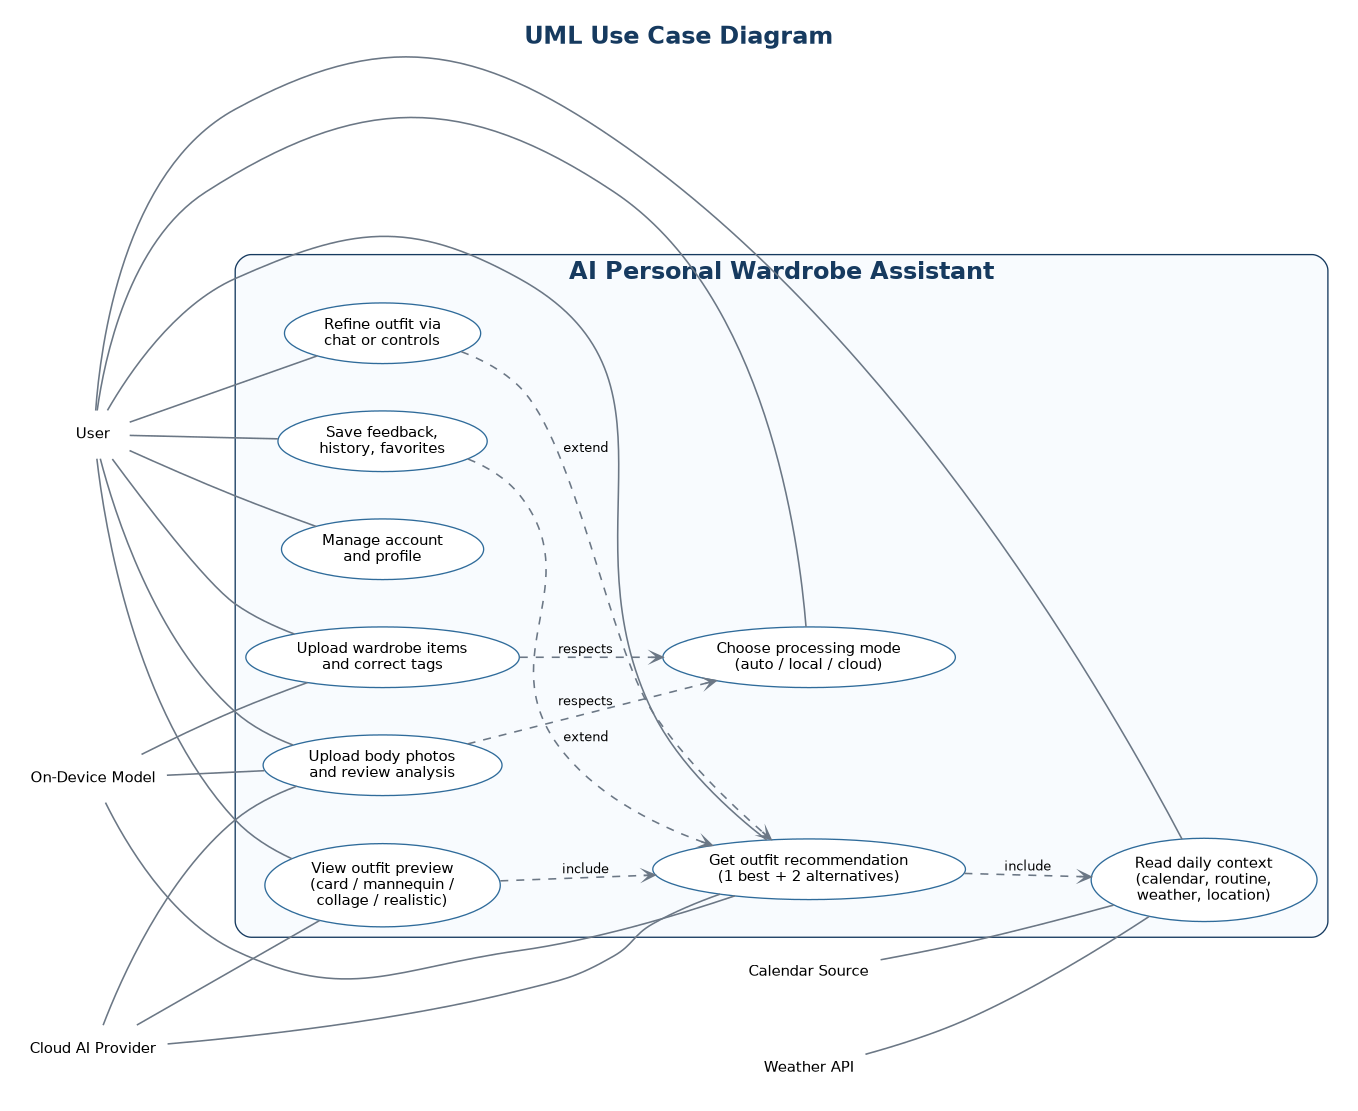 UML Use Case Diagram
AI Personal Wardrobe Assistant
Refine outfit via
chat or controls
User
Save feedback,
history, favorites
extend
Manage account
and profile
Upload wardrobe items
and correct tags
respects
Choose processing mode
(auto / local / cloud)
respects
extend
On-Device Model
Upload body photos
and review analysis
View outfit preview
(card / mannequin /
collage / realistic)
include
Get outfit recommendation
(1 best + 2 alternatives)
include
Read daily context
(calendar, routine,
weather, location)
Calendar Source
Cloud AI Provider
Weather API